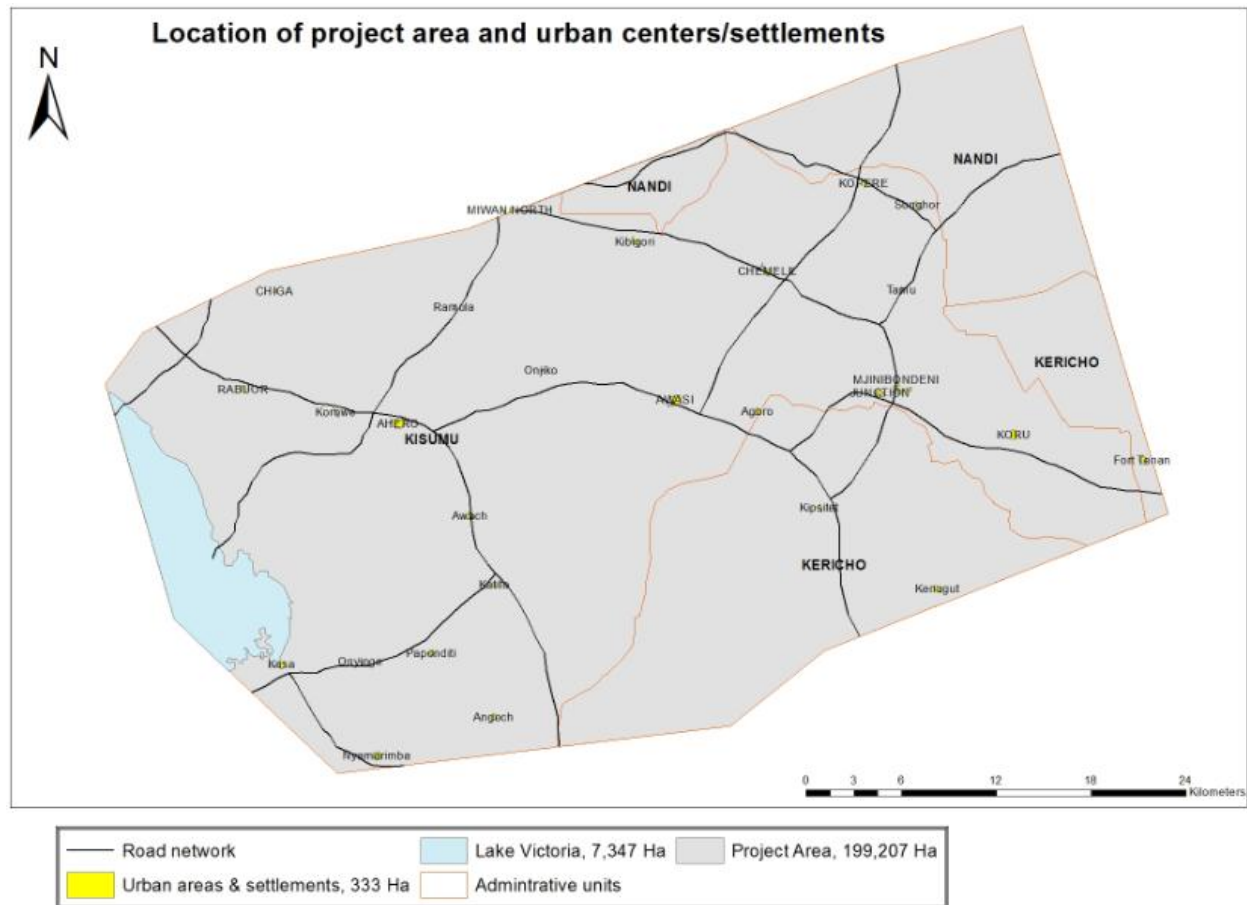 Location of project area and urban centers/settlements
N
NANDI
NANDI
KOPERE
Songhor
MIWAN NORTH
Kibigori
CHEMELIL
CHIGA
Tamu
Ramula
KERICHO
Onjiko
MJINIBONDENI
RABUOR
JUNCTION
AWASI
Agoro
Komwe
AHERO
KISUMU
KORU
Fort Tenan
Kipsitet
Awach
KERICHO
Katito
Kenagut
Onyinge
Paponditi
Kusa
Angoch
Nyamorimba
0 3 6 12 18 24
Kilometers
Road network
Lake Victoria, 7,347 Ha
Project Area, 199,207 Ha
Urban areas & settlements, 333 Ha
Admintrative units